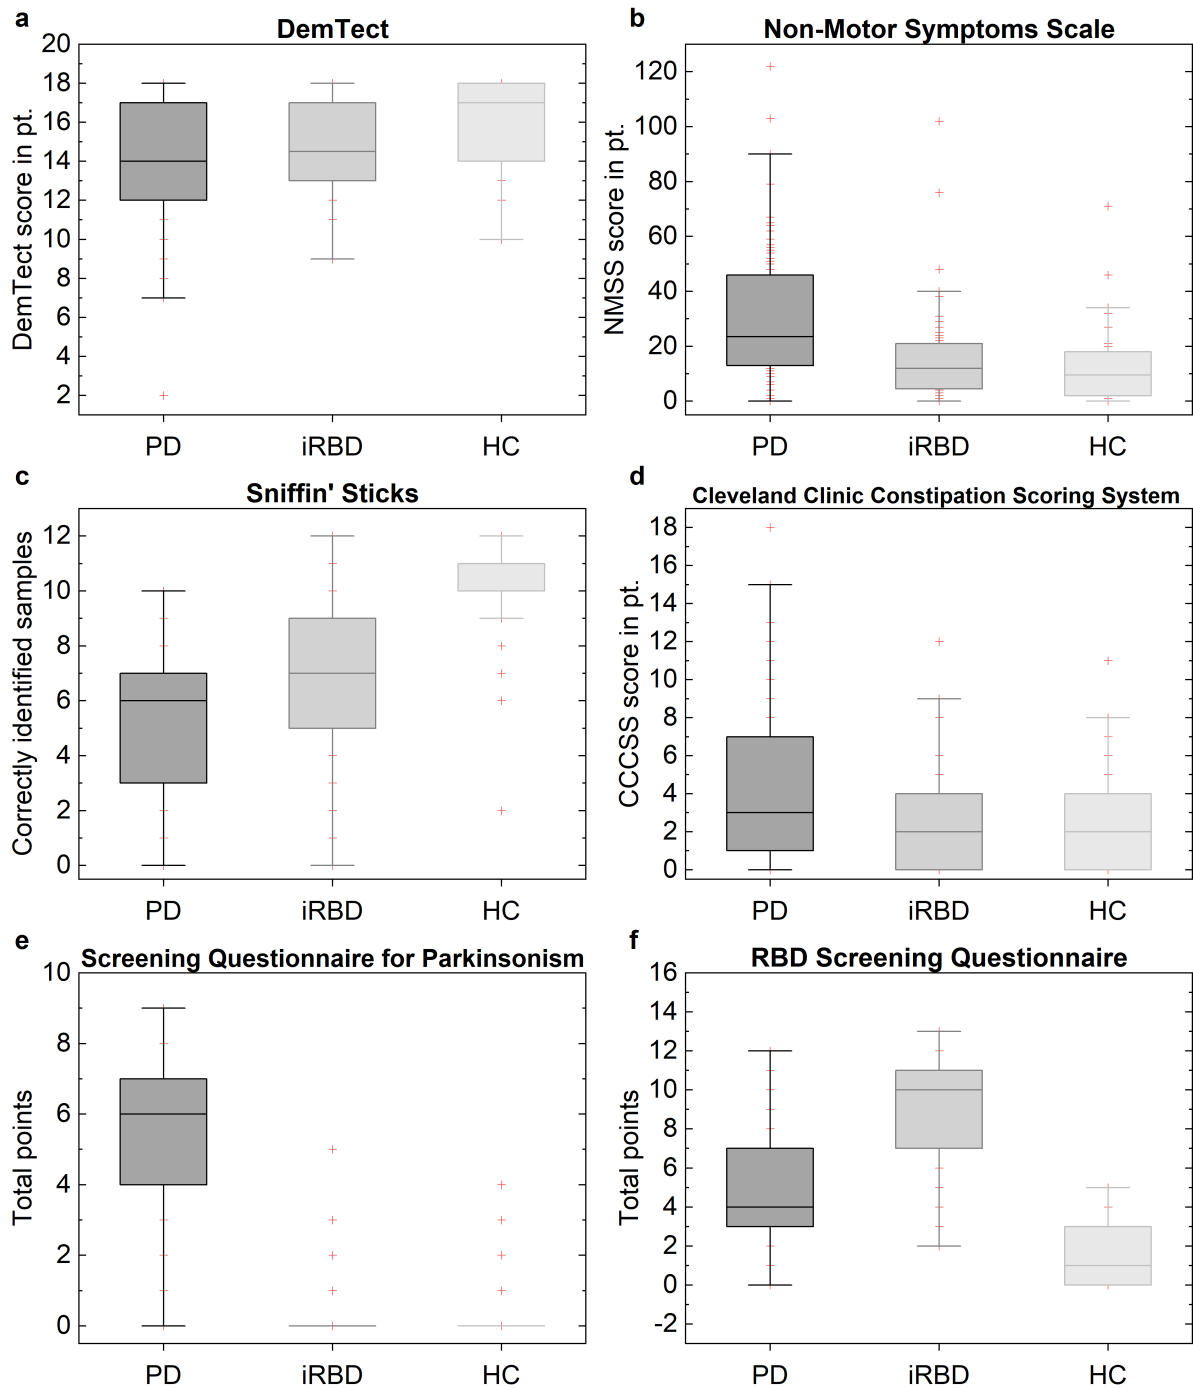 a
DemTect
DemTect score in pt.
20
18
16
14
12
10
8
6
4
2
PD iRBD HC
b
Non-Motor Symptoms Scale
NMSS score in pt.
120
100
80
60
40
20
0
PD iRBD HC
c
Sniffin' Sticks
Correctly identified samples
12
10
8
6
4
2
0
PD iRBD HC
d
Cleveland Clinic Constipation Scoring System
CCCSS score in pt.
18
16
14
12
10
8
6
4
2
0
PD iRBD HC
e
Screening Questionnaire for Parkinsonism
Total points
10
8
6
4
2
0
PD iRBD HC
f
RBD Screening Questionnaire
Total points
16
14
12
10
8
6
4
2
0
-2
PD iRBD HC